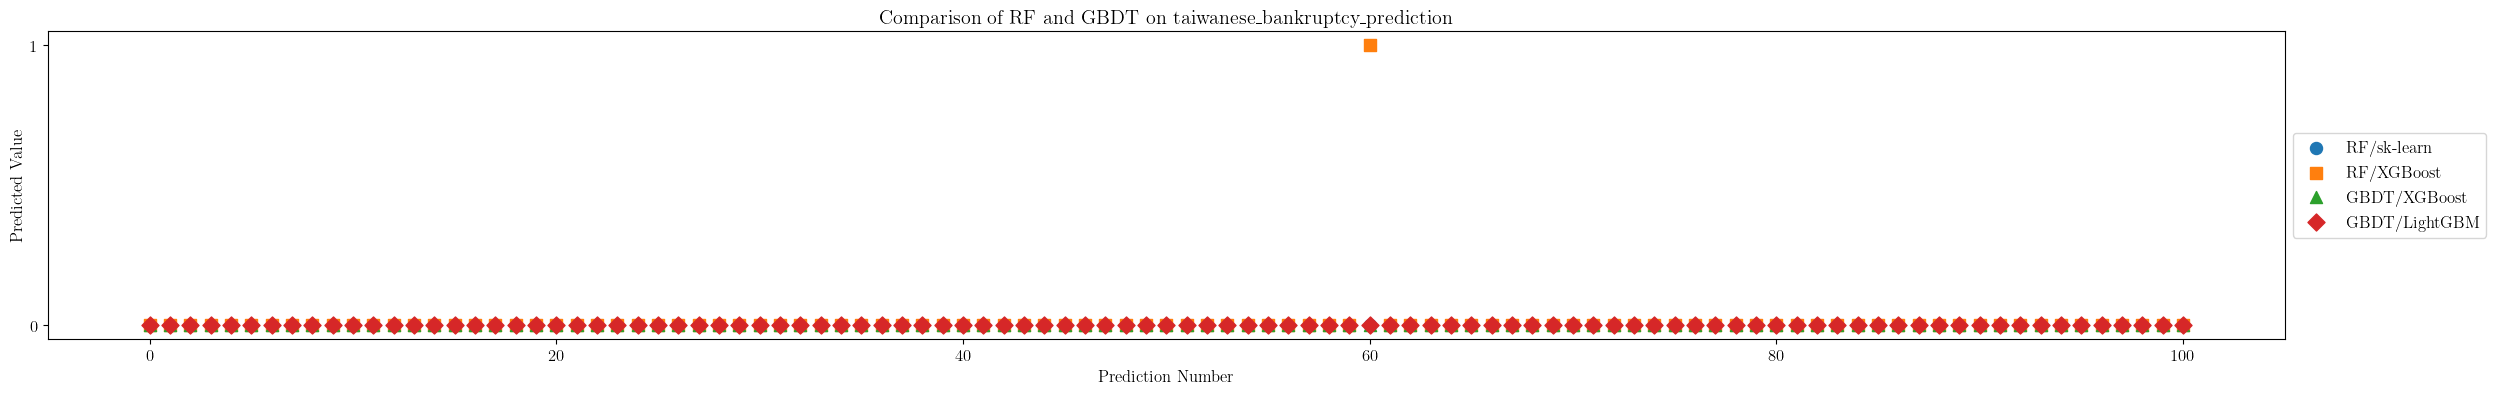 Comparison of RF and GBDT on taiwanese_bankruptcy_prediction
1
0
Predicted Value
0 20 40 60 80 100
Prediction Number
RF/sk-learn
RF/XGBoost
GBDT/XGBoost
GBDT/LightGBM